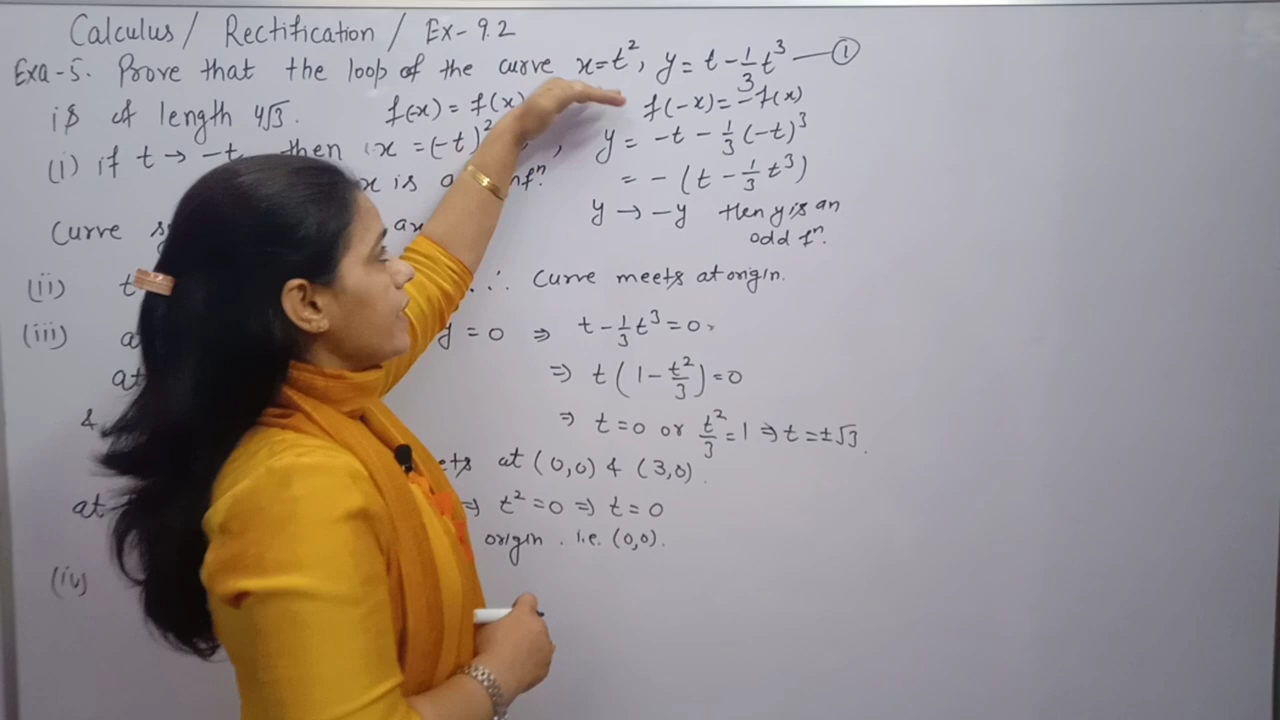 Calculus / Rectification / Ex-9.2
Exa-5. Prove that the loop of the curve x=t², y = t - 1/3 t³ — ①
is of length 4√3. f(-x) = f(x) f(-x) = -f(x)
(i) if t → -t, then x = (-t)² , y = -t - 1/3 (-t)³
x is a nfⁿ. = - (t - 1/3 t³)
y → -y then y is an
Curve odd fⁿ.
(ii) t ∴ Curve meets at origin.
(iii) y = 0 ⇒ t - 1/3 t³ = 0
at ⇒ t (1 - t²/3) = 0
& ⇒ t = 0 or t²/3 = 1 ⇒ t = ±√3.
at (0,0) & (3,0).
at ⇒ t² = 0 ⇒ t = 0
origin. i.e. (0,0).
(iv)